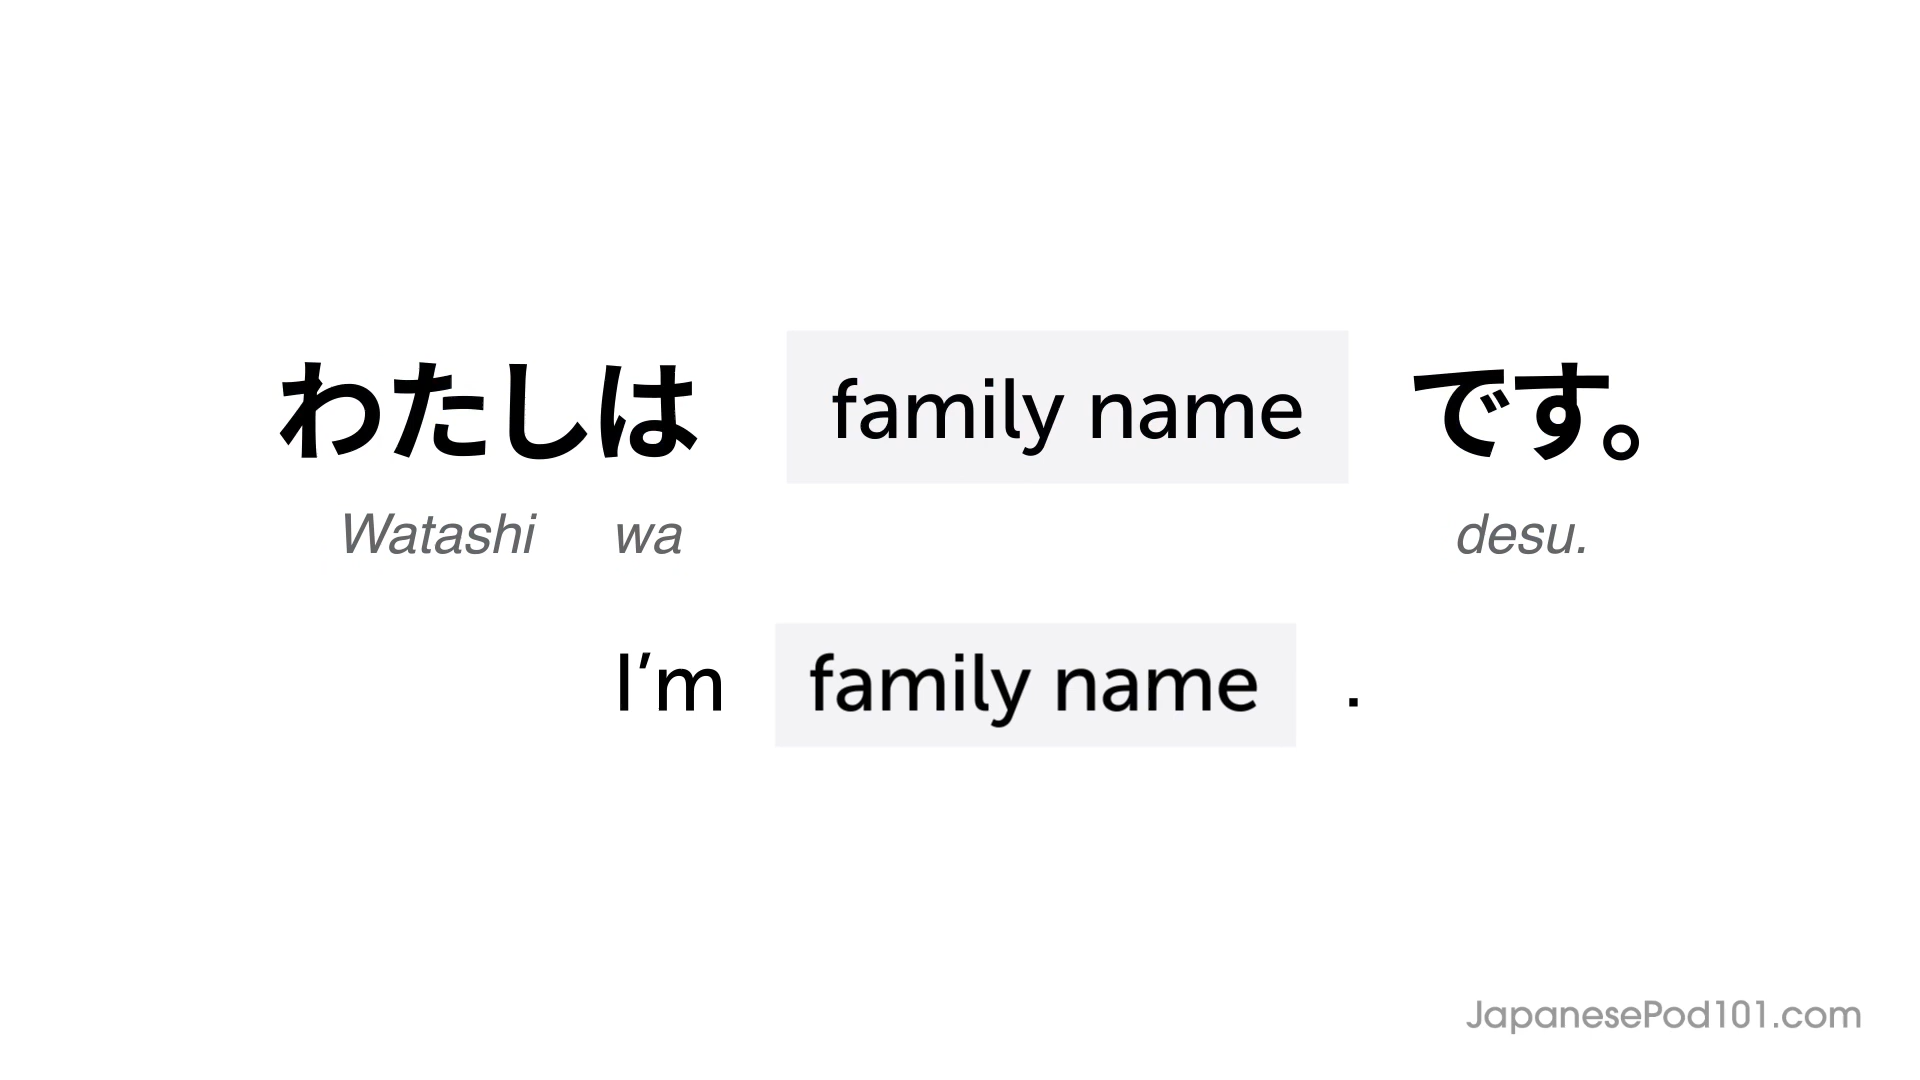 わたしは family name です。
Watashi wa desu.
I'm family name .
JapanesePod101.com